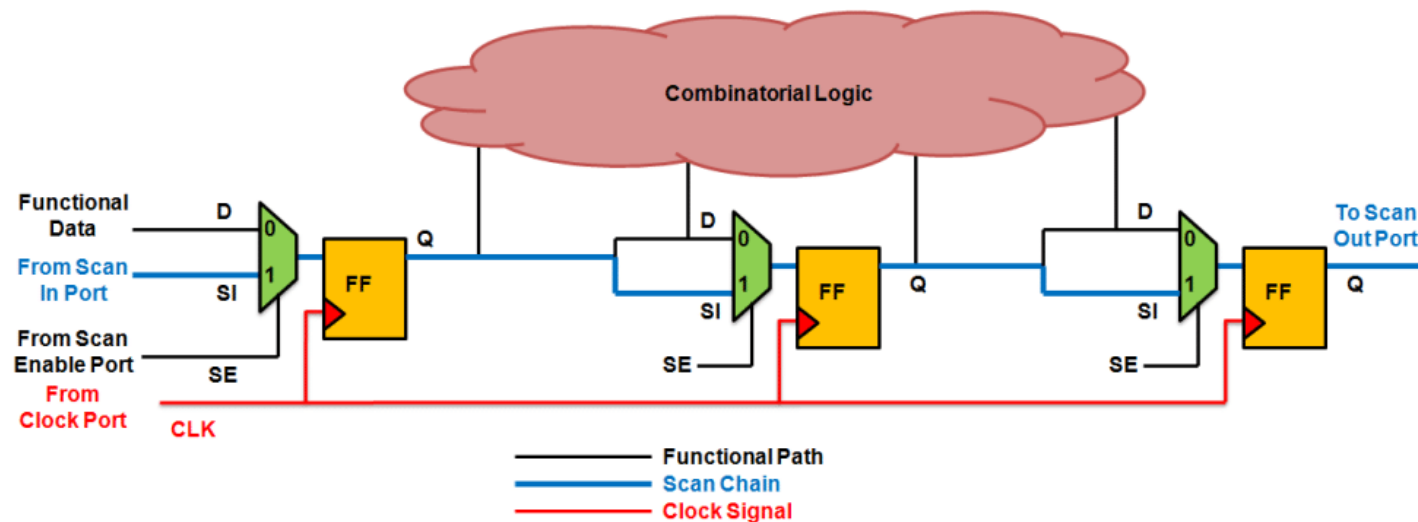 Combinatorial Logic
Functional
Data
D
0
1
From Scan
In Port
SI
From Scan
Enable Port
SE
From
Clock Port
CLK
FF
Q
D
0
1
SI
SE
FF
Q
D
0
1
SI
SE
FF
Q
To Scan
Out Port
Functional Path
Scan Chain
Clock Signal